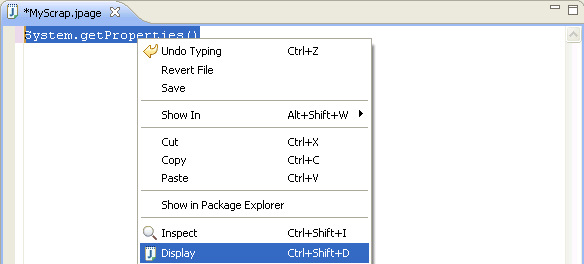 *MyScrap.jpage
System.getProperties()
Undo Typing Ctrl+Z
Revert File
Save
Show In Alt+Shift+W
Cut Ctrl+X
Copy Ctrl+C
Paste Ctrl+V
Show in Package Explorer
Inspect Ctrl+Shift+I
Display Ctrl+Shift+D